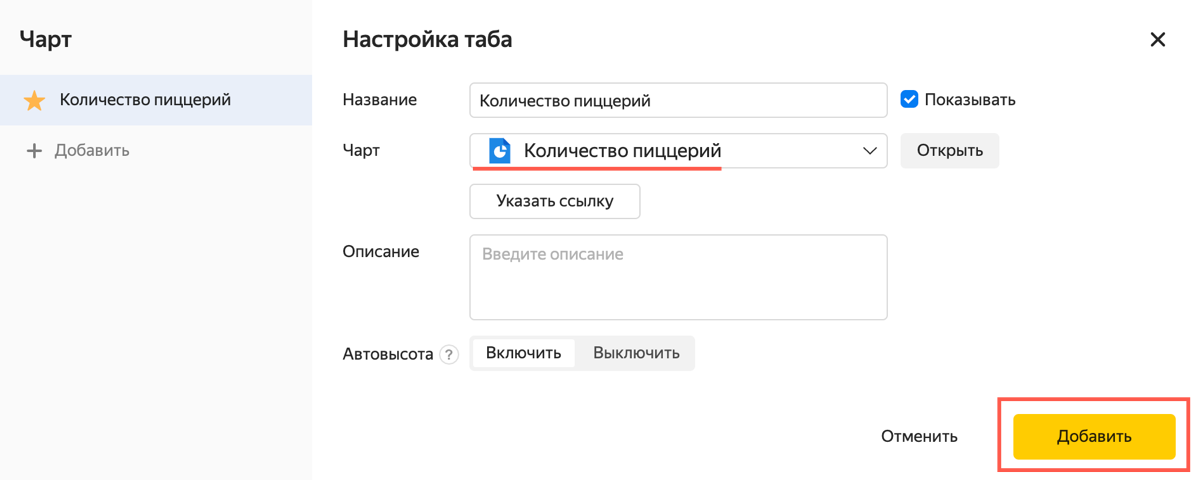 Чарт
Количество пиццерий
Добавить
Настройка таба
Название
Количество пиццерий
Показывать
Чарт
Количество пиццерий
Открыть
Указать ссылку
Описание
Введите описание
Автовысота ?
Включить
Выключить
Отменить
Добавить